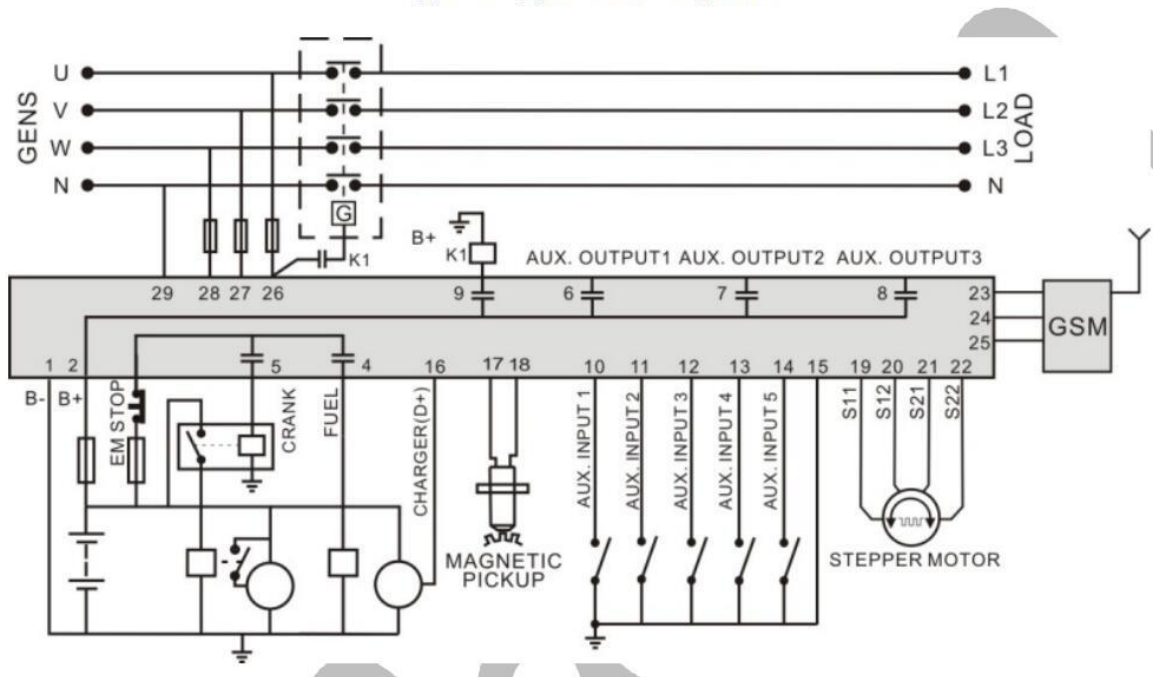 U
L1
V
L2
W
L3
N
N
GENS
LOAD
G
B+
K1
K1
AUX. OUTPUT1 AUX. OUTPUT2 AUX. OUTPUT3
29 28 27 26 9 6 7 8 23
24
25
GSM
1 2 5 4 16 17 18 10 11 12 13 14 15 19 20 21 22
B- B+
EM STOP
CRANK
FUEL
CHARGER(D+)
MAGNETIC
PICKUP
AUX. INPUT 1
AUX. INPUT 2
AUX. INPUT 3
AUX. INPUT 4
AUX. INPUT 5
S11
S12
S21
S22
STEPPER MOTOR